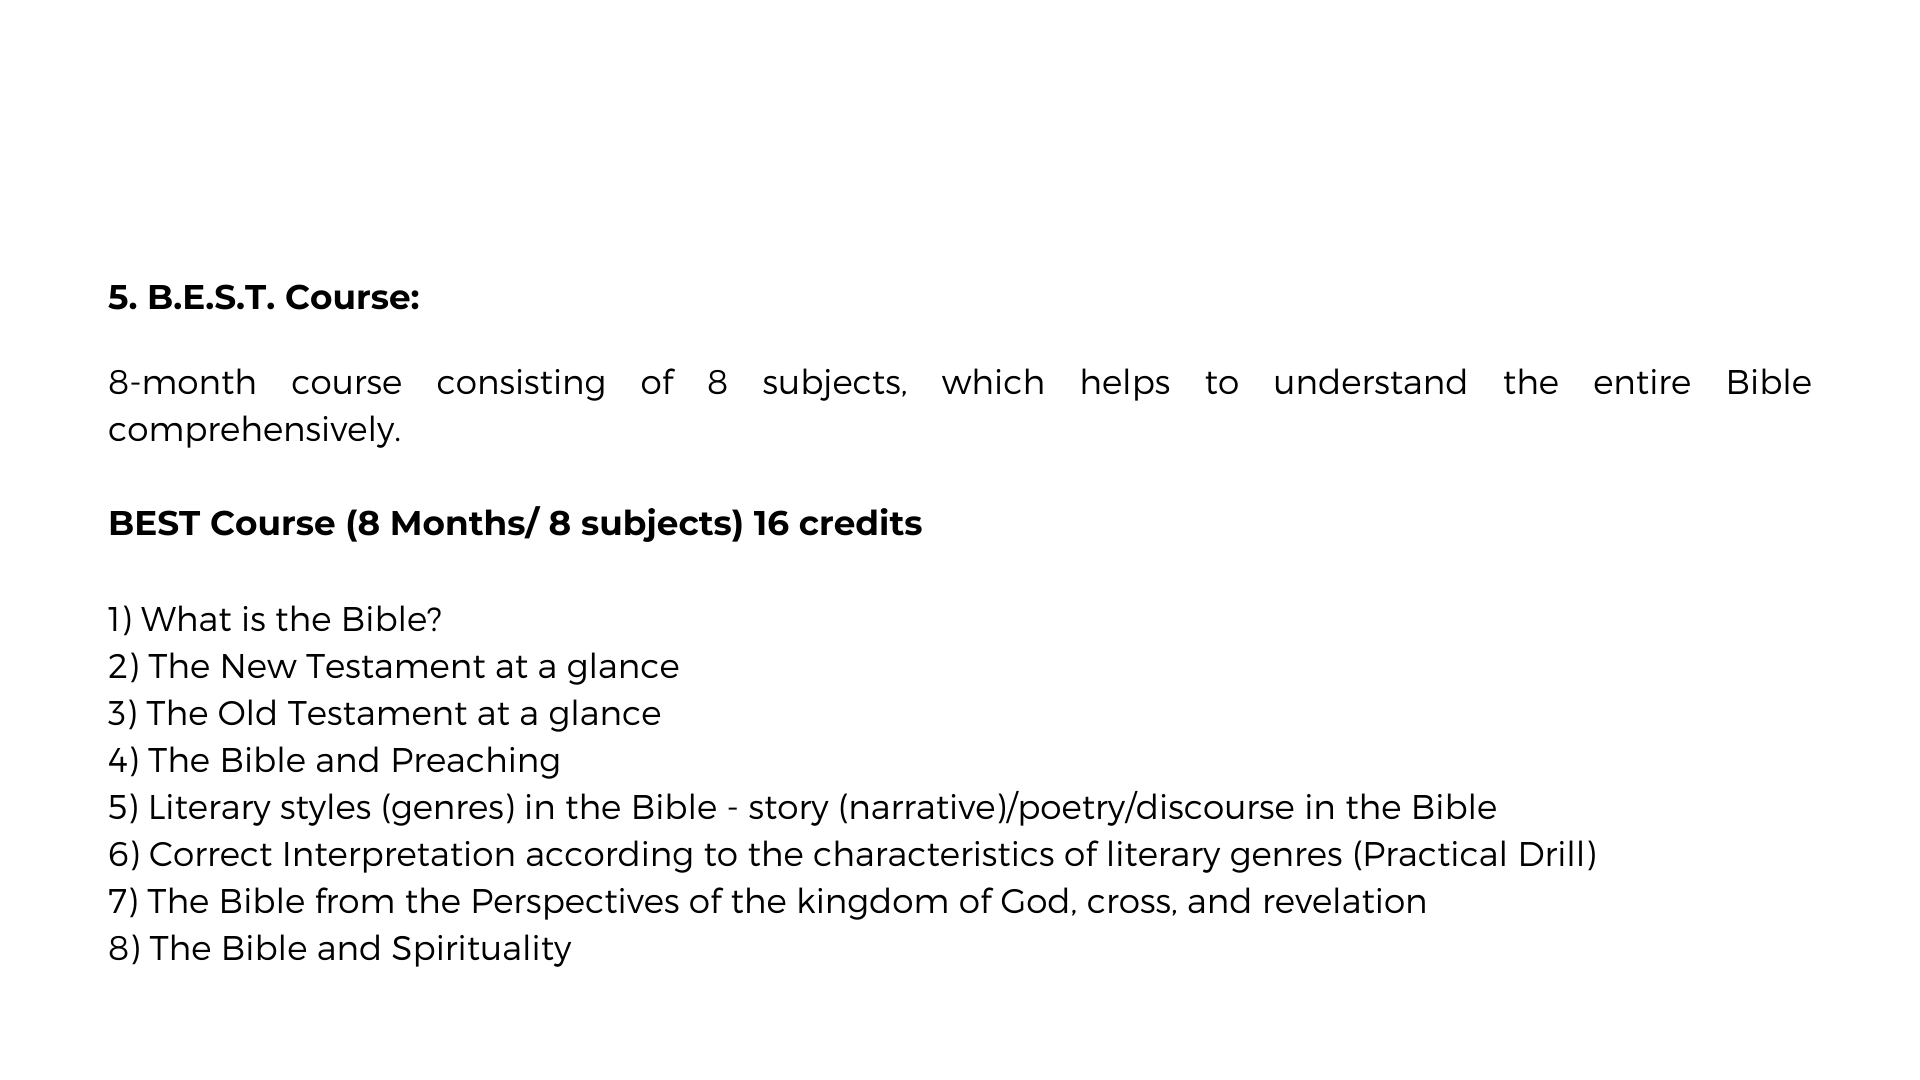 5. B.E.S.T. Course:
8-month course consisting of 8 subjects, which helps to understand the entire Bible
comprehensively.
BEST Course (8 Months/ 8 subjects) 16 credits
1) What is the Bible?
2) The New Testament at a glance
3) The Old Testament at a glance
4) The Bible and Preaching
5) Literary styles (genres) in the Bible - story (narrative)/poetry/discourse in the Bible
6) Correct Interpretation according to the characteristics of literary genres (Practical Drill)
7) The Bible from the Perspectives of the kingdom of God, cross, and revelation
8) The Bible and Spirituality